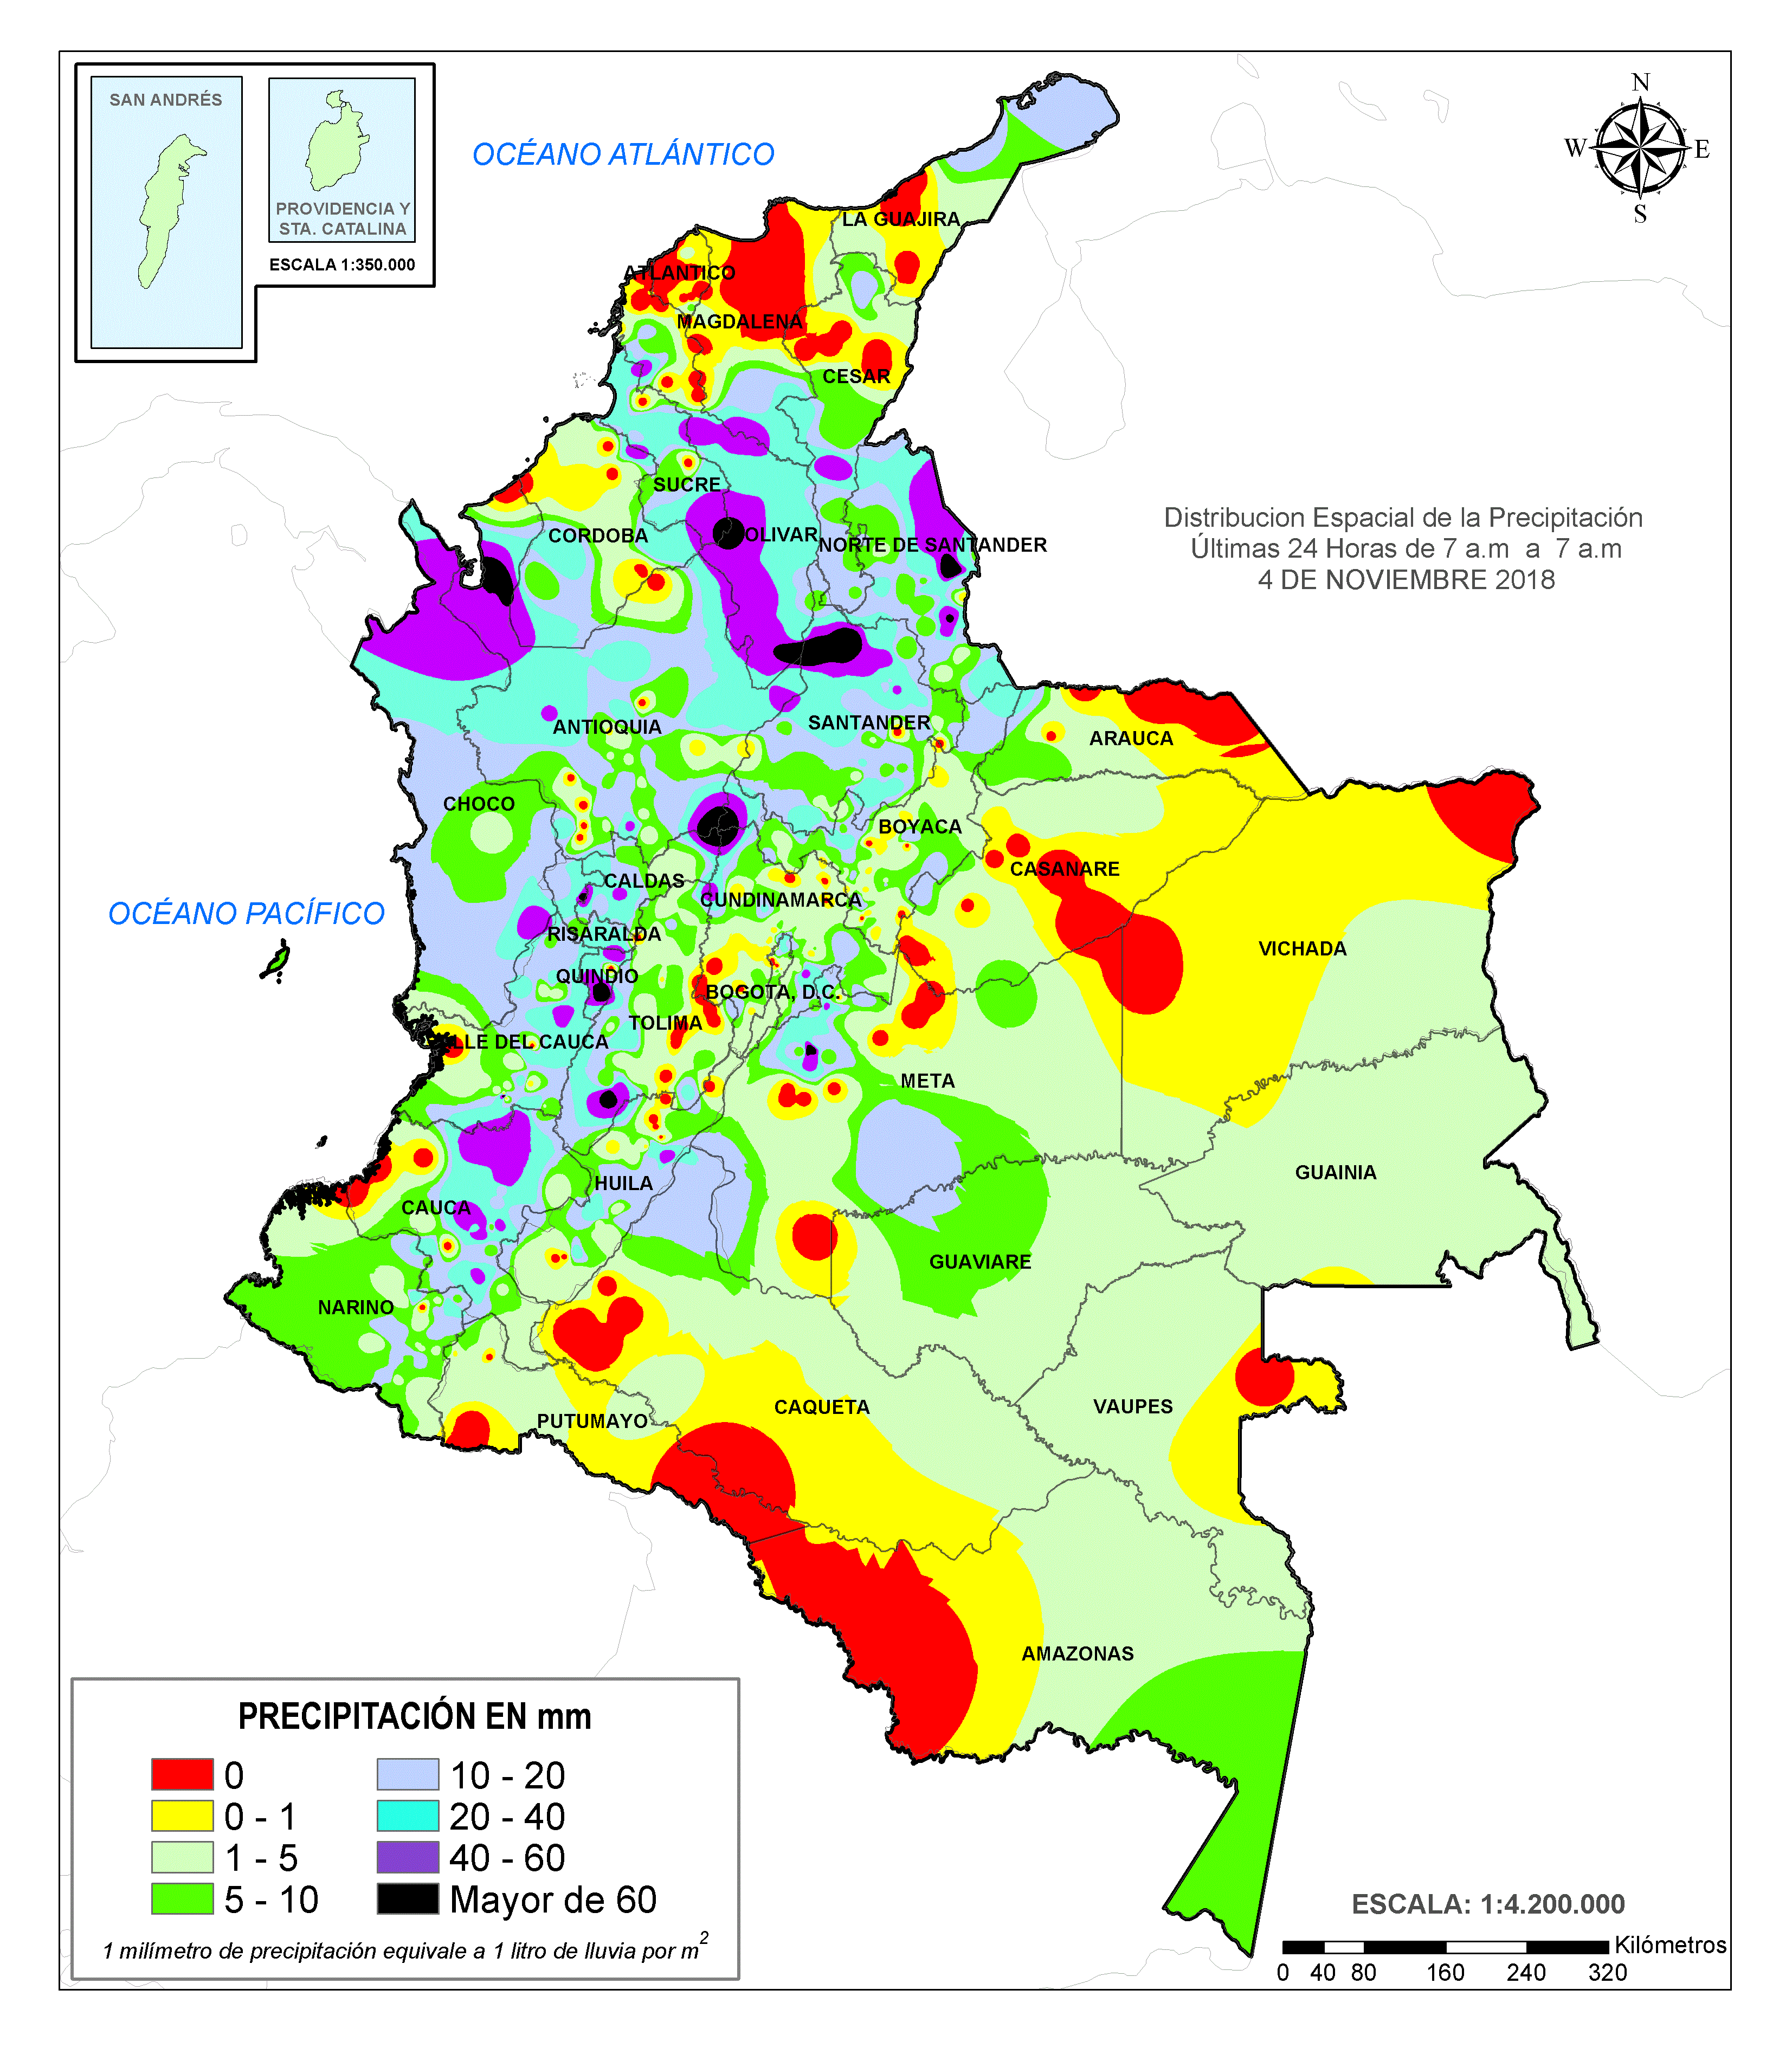 SAN ANDRÉS
PROVIDENCIA Y
STA. CATALINA
ESCALA 1:350.000
OCÉANO ATLÁNTICO
N
W
E
S
LA GUAJIRA
ATLANTICO
MAGDALENA
CESAR
SUCRE
CORDOBA
OLIVAR
NORTE DE SANTANDER
Distribucion Espacial de la Precipitación
Últimas 24 Horas de 7 a.m a 7 a.m
4 DE NOVIEMBRE 2018
ANTIOQUIA
SANTANDER
ARAUCA
CHOCO
BOYACA
CASANARE
CALDAS
CUNDINAMARCA
OCÉANO PACÍFICO
RISARALDA
VICHADA
QUINDIO
BOGOTA, D.C.
TOLIMA
LLE DEL CAUCA
META
GUAINIA
HUILA
CAUCA
GUAVIARE
NARINO
CAQUETA
VAUPES
PUTUMAYO
AMAZONAS
PRECIPITACIÓN EN mm
0
0 - 1
1 - 5
5 - 10
10 - 20
20 - 40
40 - 60
Mayor de 60
1 milímetro de precipitación equivale a 1 litro de lluvia por m2
ESCALA: 1:4.200.000
Kilómetros
0 40 80 160 240 320